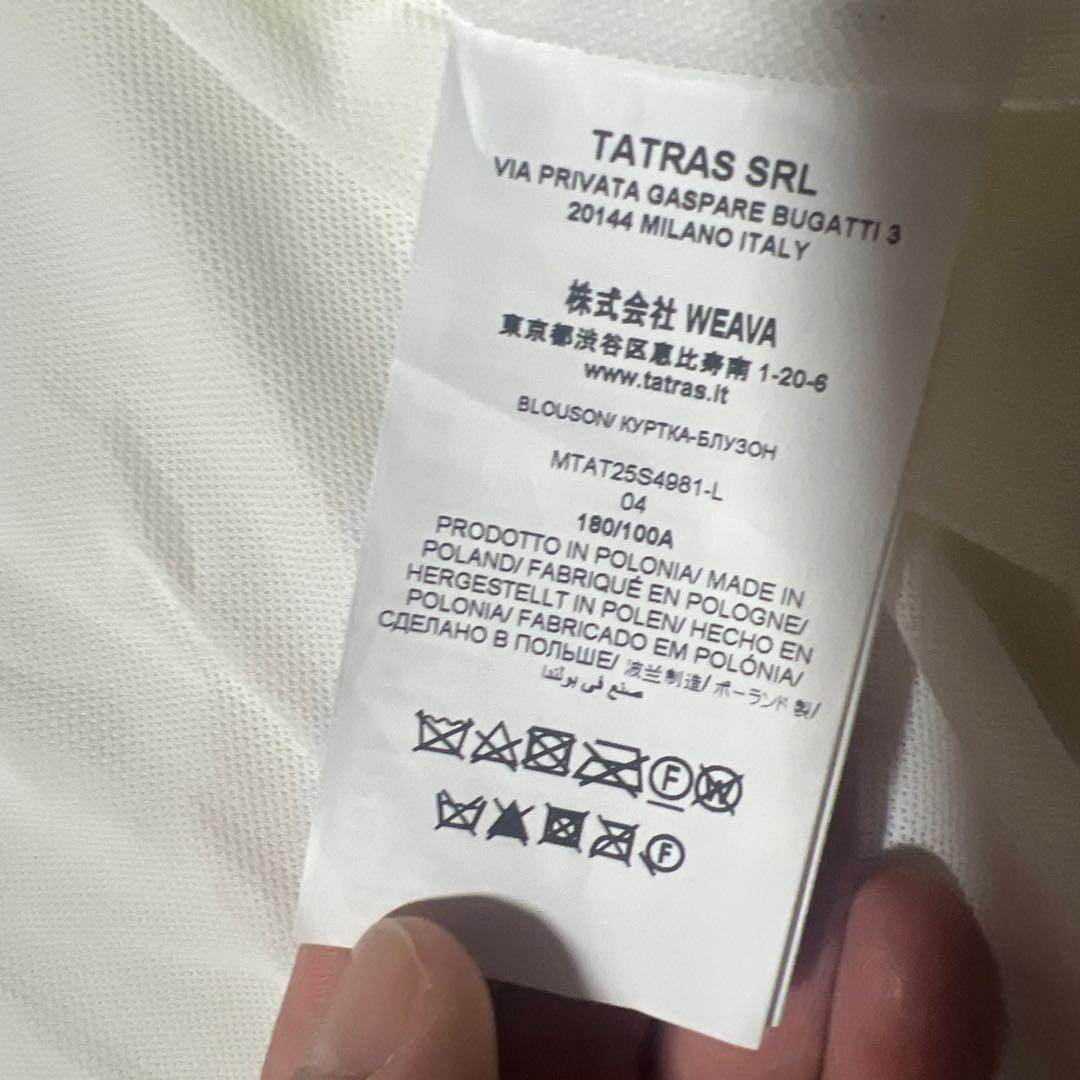 TATRAS SRL
VIA PRIVATA GASPARE BUGATTI 3
20144 MILANO ITALY
株式会社 WEAVA
東京都渋谷区恵比寿南 1-20-6
www.tatras.it
BLOUSON/ КУРТКА-БЛУЗОН
MTAT25S4981-L
04
180/100A
PRODOTTO IN POLONIA/ MADE IN
POLAND/ FABRIQUÉ EN POLOGNE/
HERGESTELLT IN POLEN/ HECHO EN
POLONIA/ FABRICADO EM POLÓNIA/
СДЕЛАНО В ПОЛЬШЕ/ 波兰制造/ ポーランド 製/
صنع في بولندا
F W
F